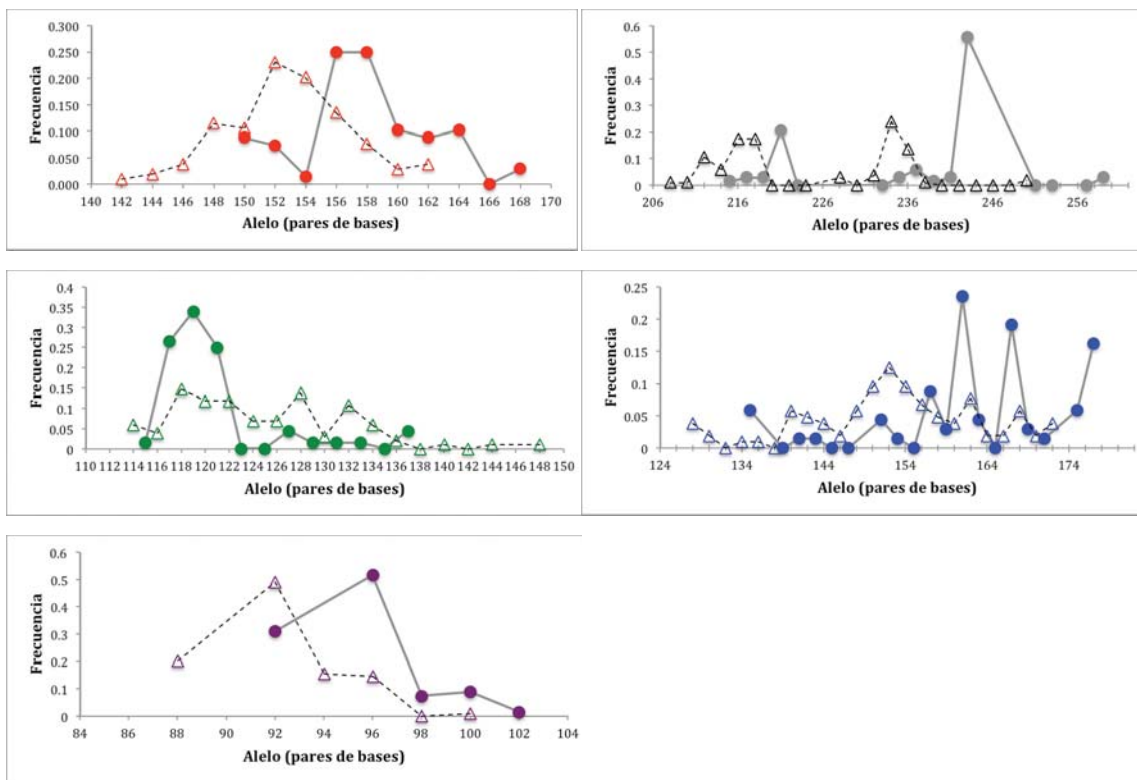 0.300
0.250
0.200
0.150
0.100
0.050
0.000
Frecuencia
140 142 144 146 148 150 152 154 156 158 160 162 164 166 168 170
Alelo (pares de bases)
0.6
0.5
0.4
0.3
0.2
0.1
0
Frecuencia
206 216 226 236 246 256
Alelo (pares de bases)
0.4
0.35
0.3
0.25
0.2
0.15
0.1
0.05
0
Frecuencia
110 112 114 116 118 120 122 124 126 128 130 132 134 136 138 140 142 144 146 148 150
Alelo (pares de bases)
0.25
0.2
0.15
0.1
0.05
0
Frecuencia
124 134 144 154 164 174
Alelo (pares de bases)
0.6
0.5
0.4
0.3
0.2
0.1
0
Frecuencia
84 86 88 90 92 94 96 98 100 102 104
Alelo (pares de bases)